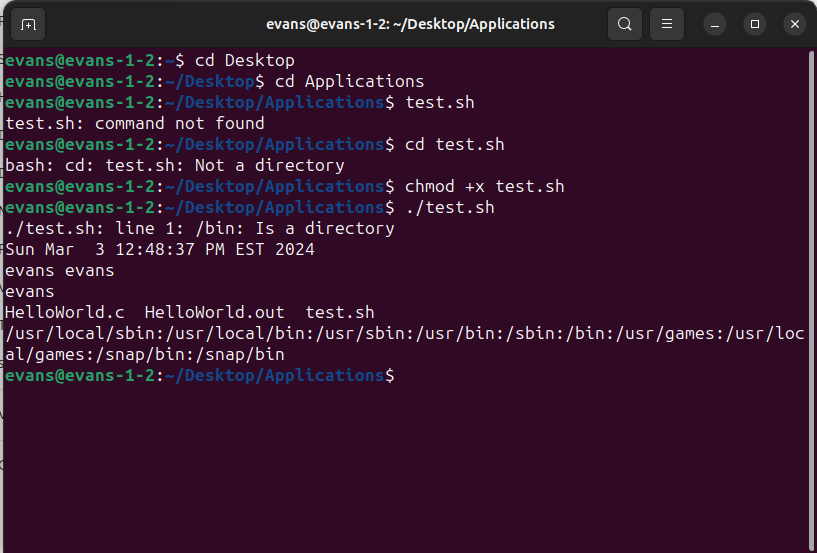 evans@evans-1-2: ~/Desktop/Applications
evans@evans-1-2:~$ cd Desktop
evans@evans-1-2:~/Desktop$ cd Applications
evans@evans-1-2:~/Desktop/Applications$ test.sh
test.sh: command not found
evans@evans-1-2:~/Desktop/Applications$ cd test.sh
bash: cd: test.sh: Not a directory
evans@evans-1-2:~/Desktop/Applications$ chmod +x test.sh
evans@evans-1-2:~/Desktop/Applications$ ./test.sh
./test.sh: line 1: /bin: Is a directory
Sun Mar  3 12:48:37 PM EST 2024
evans evans
evans
HelloWorld.c  HelloWorld.out  test.sh
/usr/local/sbin:/usr/local/bin:/usr/sbin:/usr/bin:/sbin:/bin:/usr/games:/usr/loc
al/games:/snap/bin:/snap/bin
evans@evans-1-2:~/Desktop/Applications$